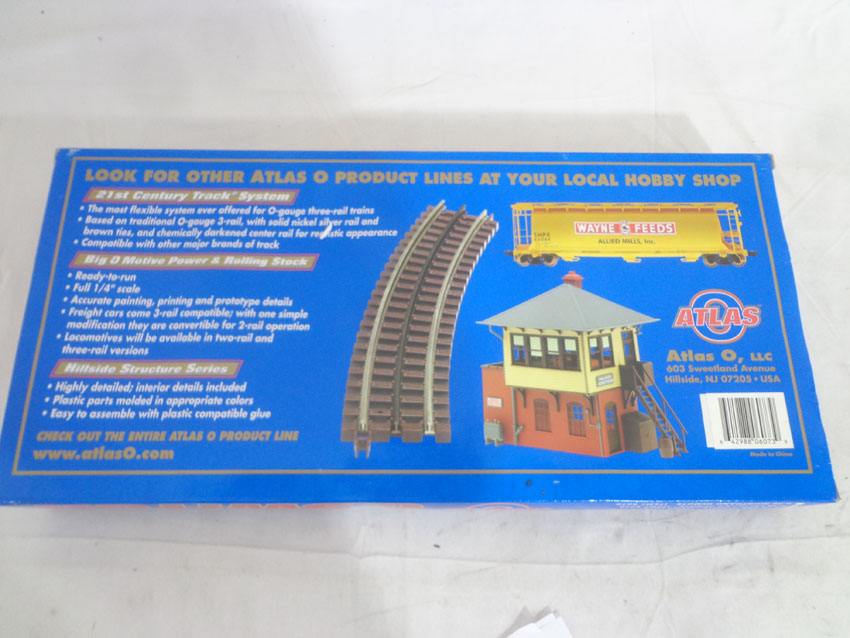 LOOK FOR OTHER ATLAS O PRODUCT LINES AT YOUR LOCAL HOBBY SHOP
21st Century Track™ System
• The most flexible system ever offered for O-gauge three-rail trains
• Based on traditional O-gauge 3-rail, with solid nickel silver rail and
brown ties, and chemically darkened center rail for realistic appearance
• Compatible with other major brands of track
Big O Motive Power & Rolling Stock
• Ready-to-run
• Full 1/4" scale
• Accurate painting, printing and prototype details
• Freight cars come 3-rail compatible; with one simple
modification they are convertible for 2-rail operation
• Locomotives will be available in two-rail and
three-rail versions
Hillside Structure Series
• Highly detailed; interior details included
• Plastic parts molded in appropriate colors
• Easy to assemble with plastic compatible glue
CHECK OUT THE ENTIRE ATLAS O PRODUCT LINE
www.atlasO.com
SHPX
WAYNE FEEDS
ALLIED MILLS, Inc.
ATLAS
Atlas O, LLC
603 Sweetland Avenue
Hillside, NJ 07205 • USA
6 42988 06073
Made in China